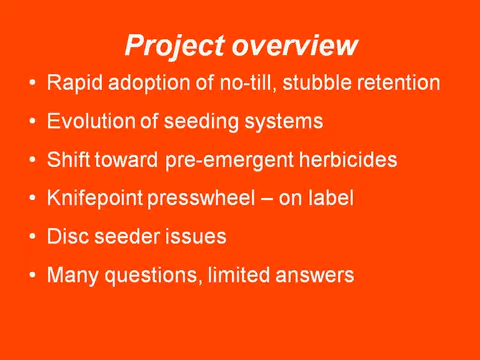 Project overview
• Rapid adoption of no-till, stubble retention
• Evolution of seeding systems
• Shift toward pre-emergent herbicides
• Knifepoint presswheel – on label
• Disc seeder issues
• Many questions, limited answers